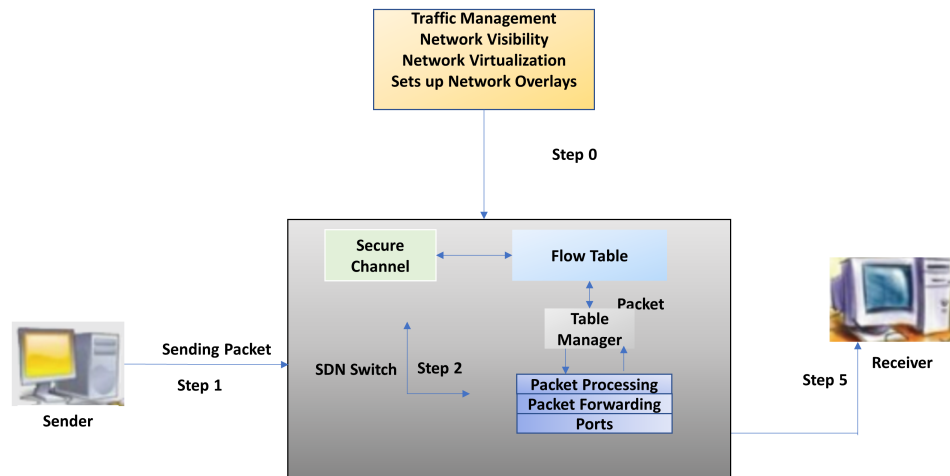 Traffic Management
Network Visibility
Network Virtualization
Sets up Network Overlays
Step 0
Secure
Channel
Flow Table
Packet
Table
Manager
Sending Packet
Step 1
Sender
SDN Switch
Step 2
Packet Processing
Packet Forwarding
Ports
Step 5
Receiver